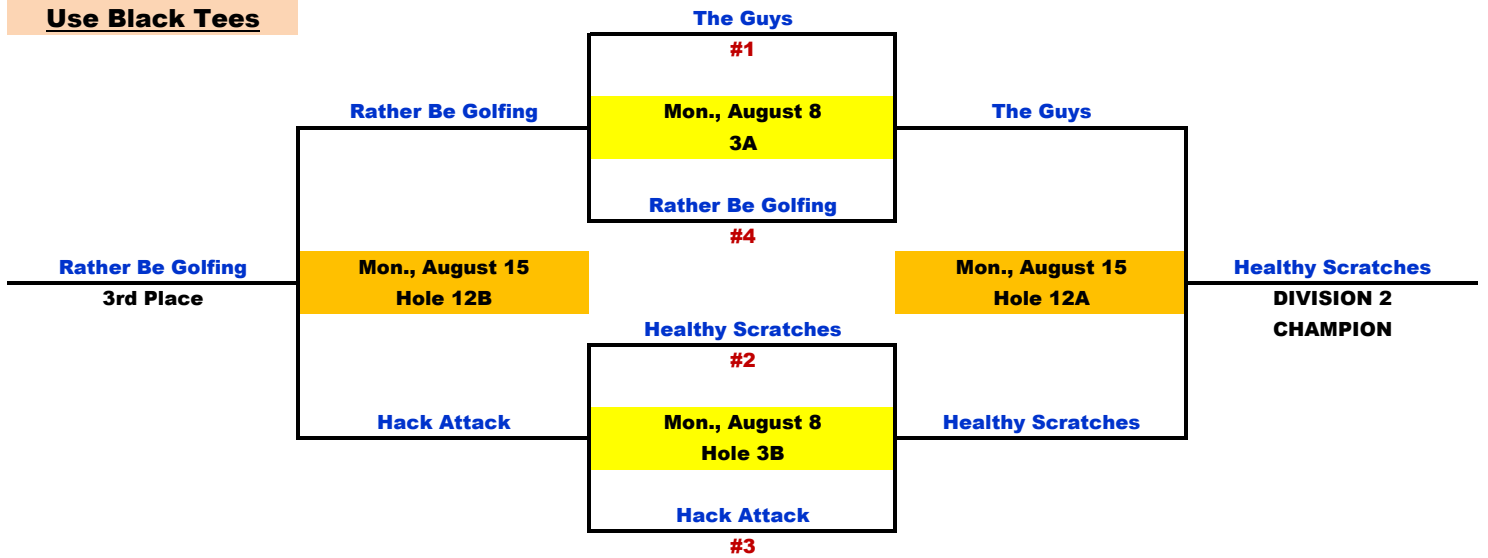 Use Black Tees
The Guys
#1
Rather Be Golfing
Mon., August 8
3A
The Guys
Rather Be Golfing
#4
Rather Be Golfing
3rd Place
Mon., August 15
Hole 12B
Mon., August 15
Hole 12A
Healthy Scratches
DIVISION 2
CHAMPION
Healthy Scratches
#2
Hack Attack
Mon., August 8
Hole 3B
Healthy Scratches
Hack Attack
#3